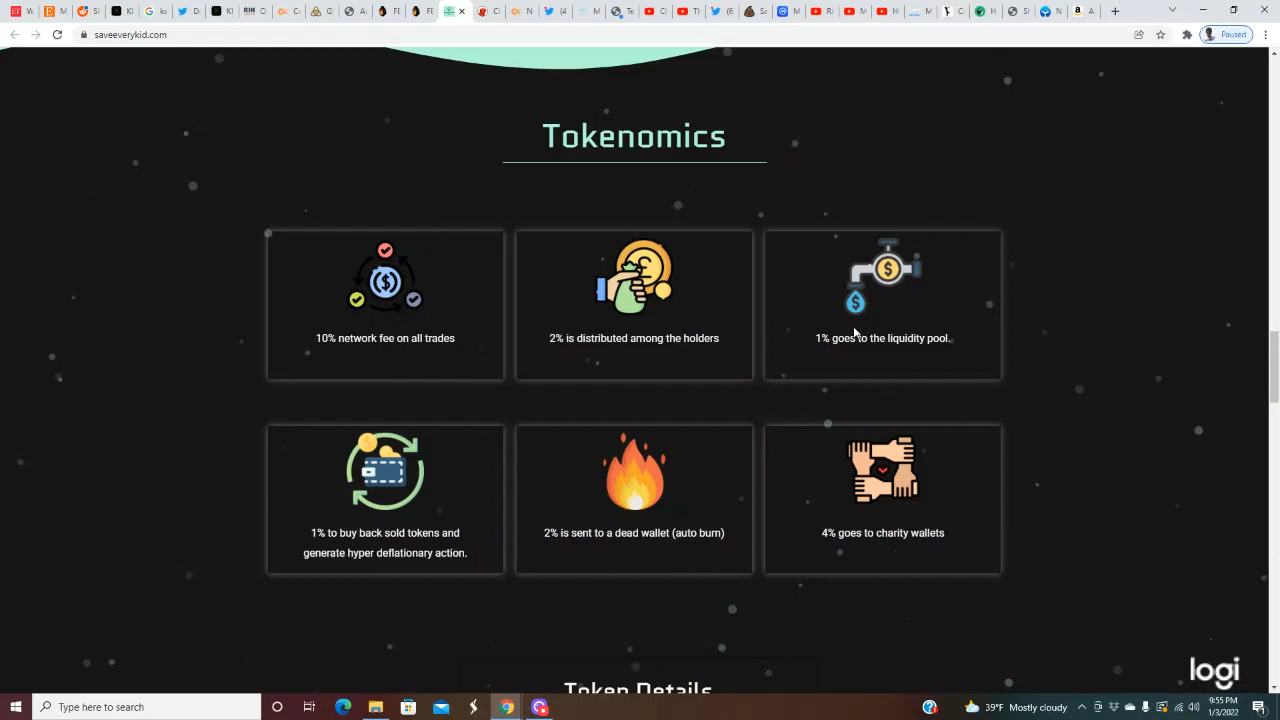 saveeverykid.com
Paused
Tokenomics
10% network fee on all trades
2% is distributed among the holders
1% goes to the liquidity pool.
1% to buy back sold tokens and
generate hyper deflationary action.
2% is sent to a dead wallet (auto burn)
4% goes to charity wallets
Token Details
logi
Type here to search
39°F Mostly cloudy
9:55 PM
1/3/2022